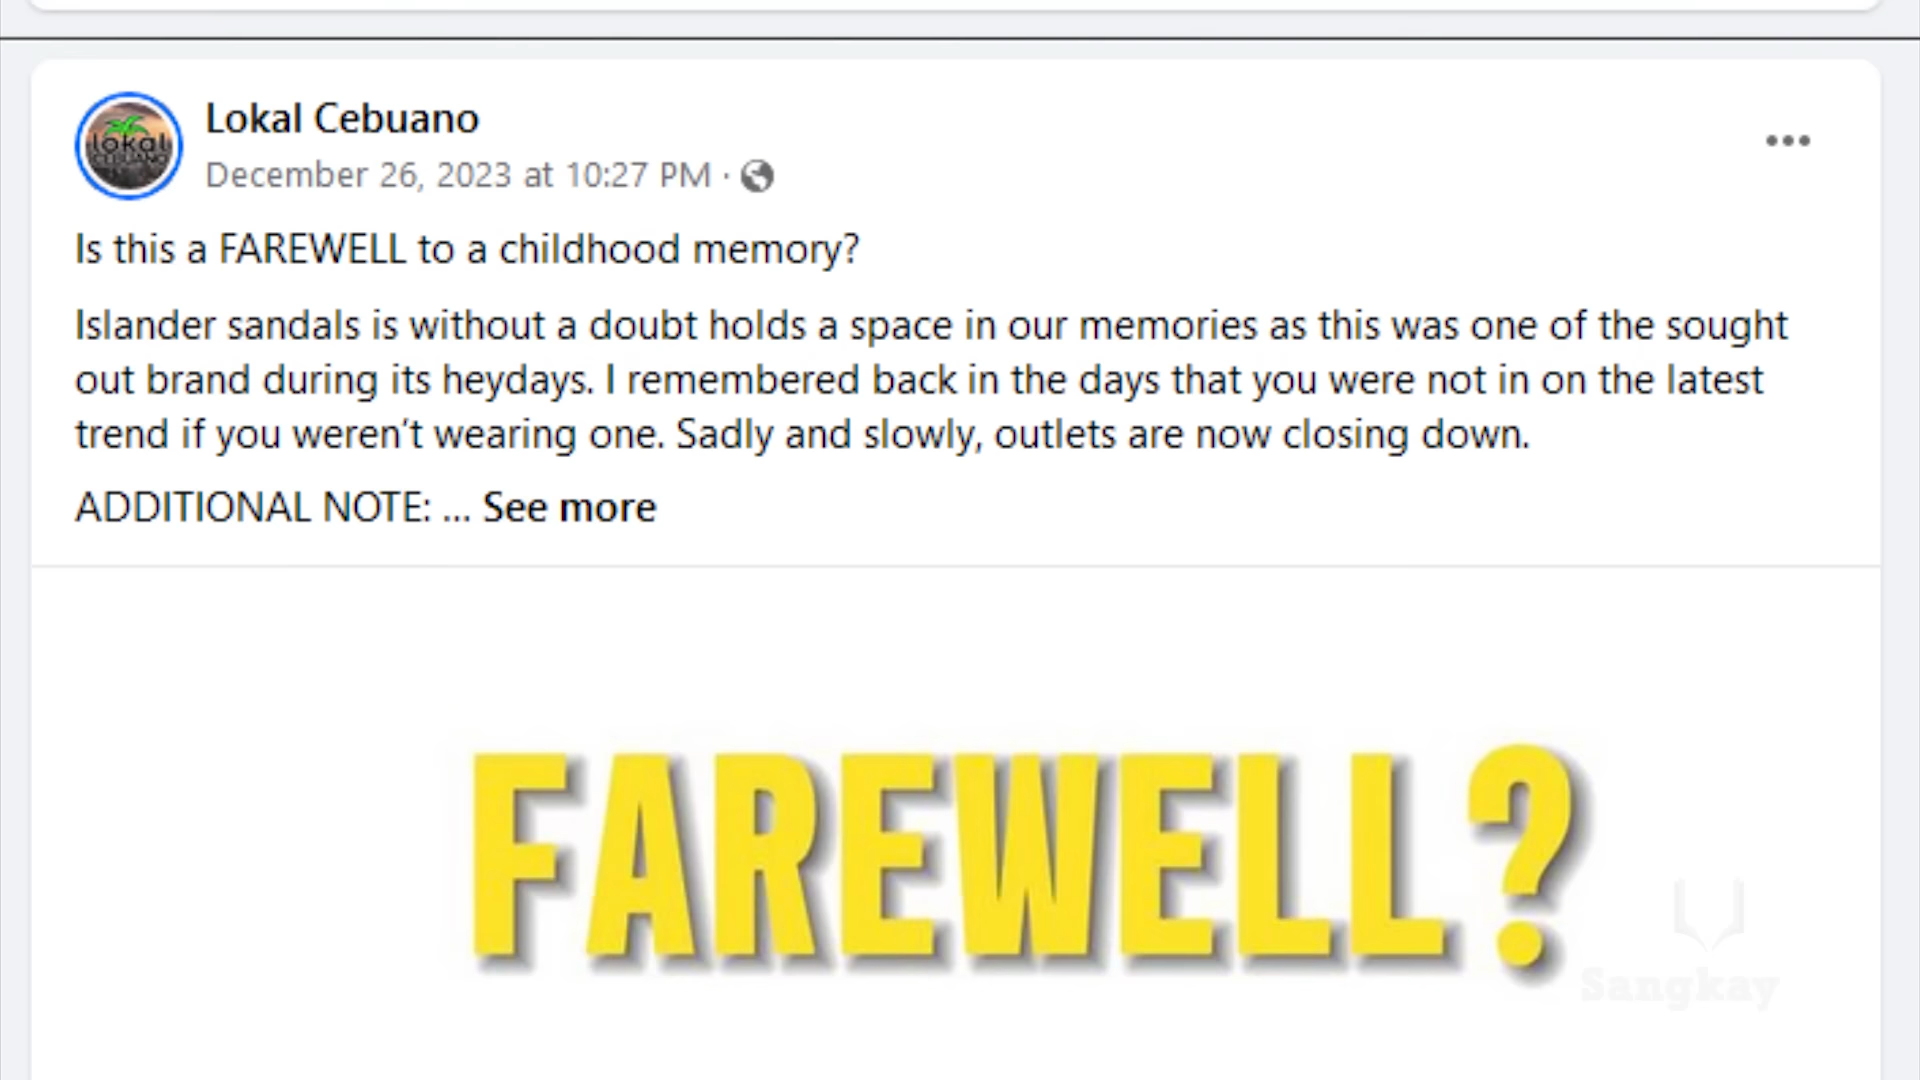 Lokal Cebuano
lokal
CEBUANO
December 26, 2023 at 10:27 PM ·
Is this a FAREWELL to a childhood memory?
Islander sandals is without a doubt holds a space in our memories as this was one of the sought
out brand during its heydays. I remembered back in the days that you were not in on the latest
trend if you weren't wearing one. Sadly and slowly, outlets are now closing down.
ADDITIONAL NOTE: ... See more
FAREWELL?
Sangkay